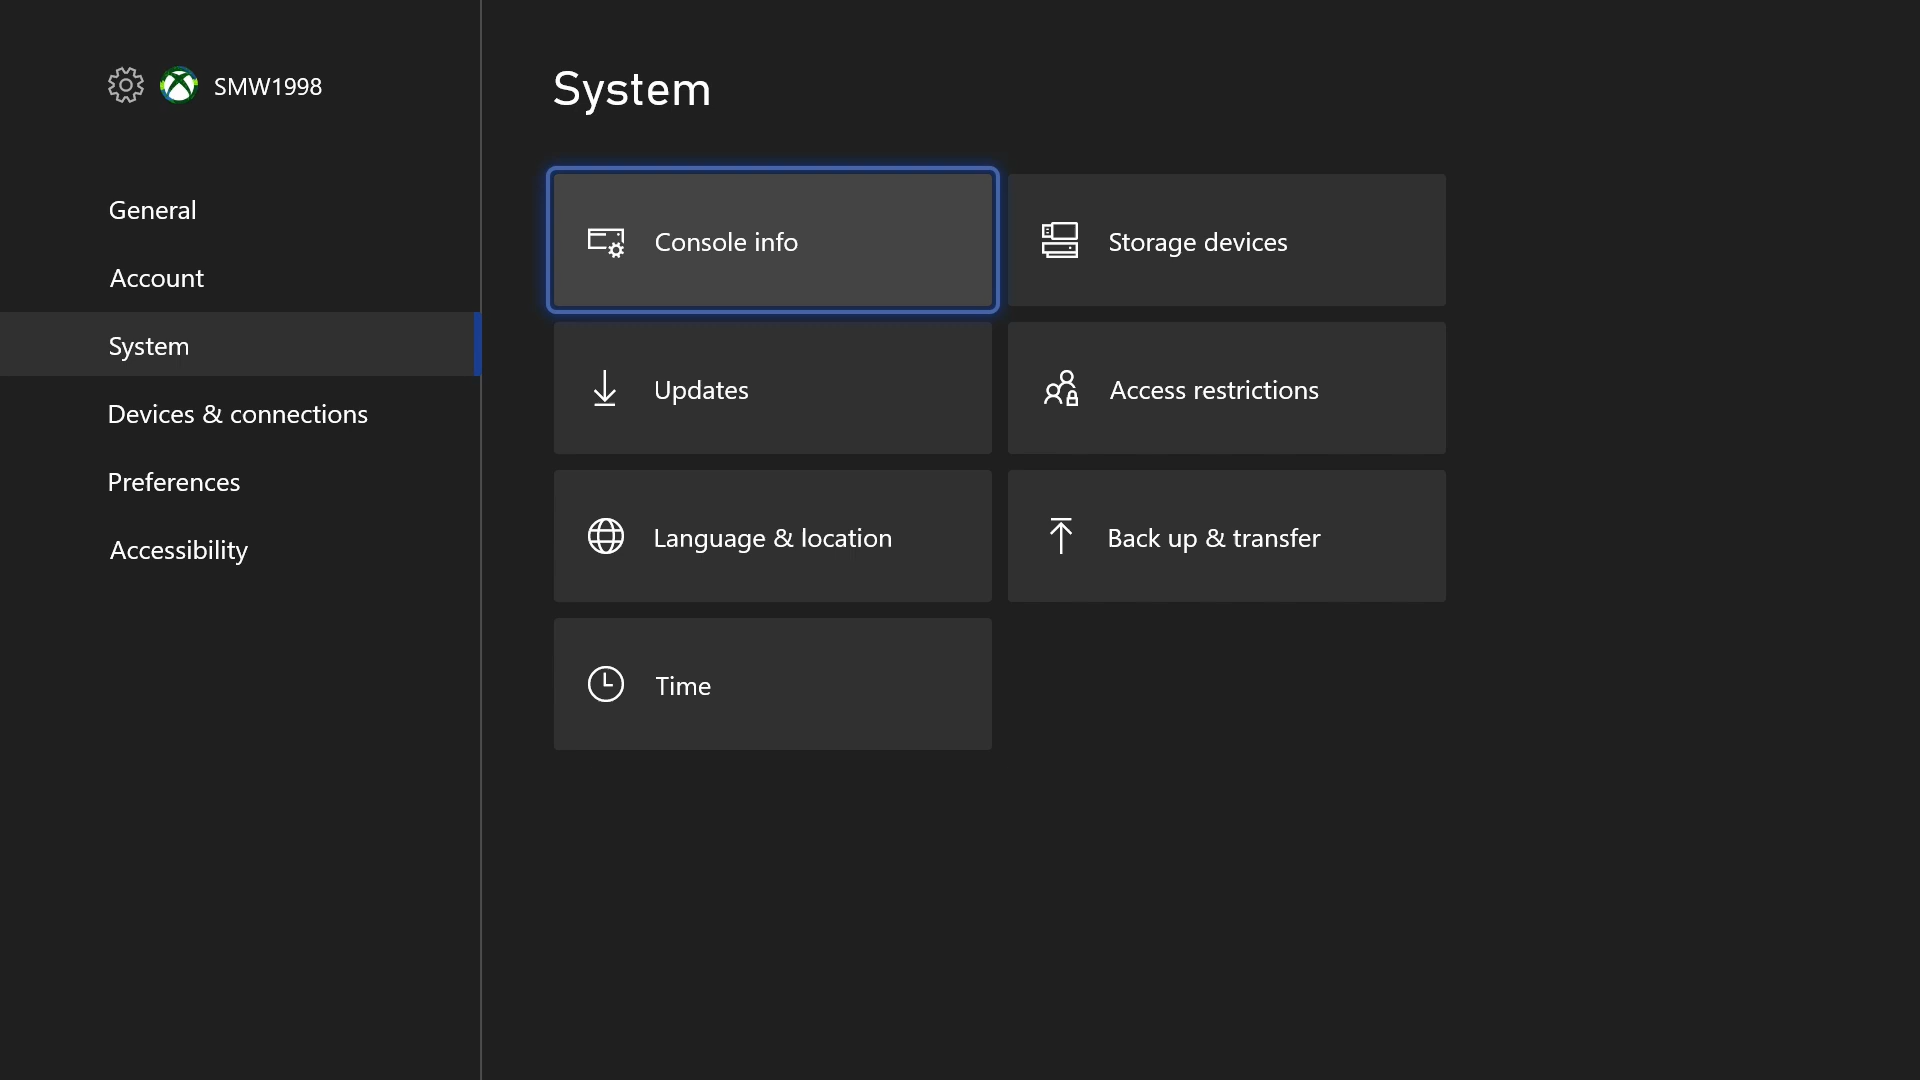 SMW1998
General
Account
System
Devices & connections
Preferences
Accessibility
System
Console info
Storage devices
Updates
Access restrictions
Language & location
Back up & transfer
Time